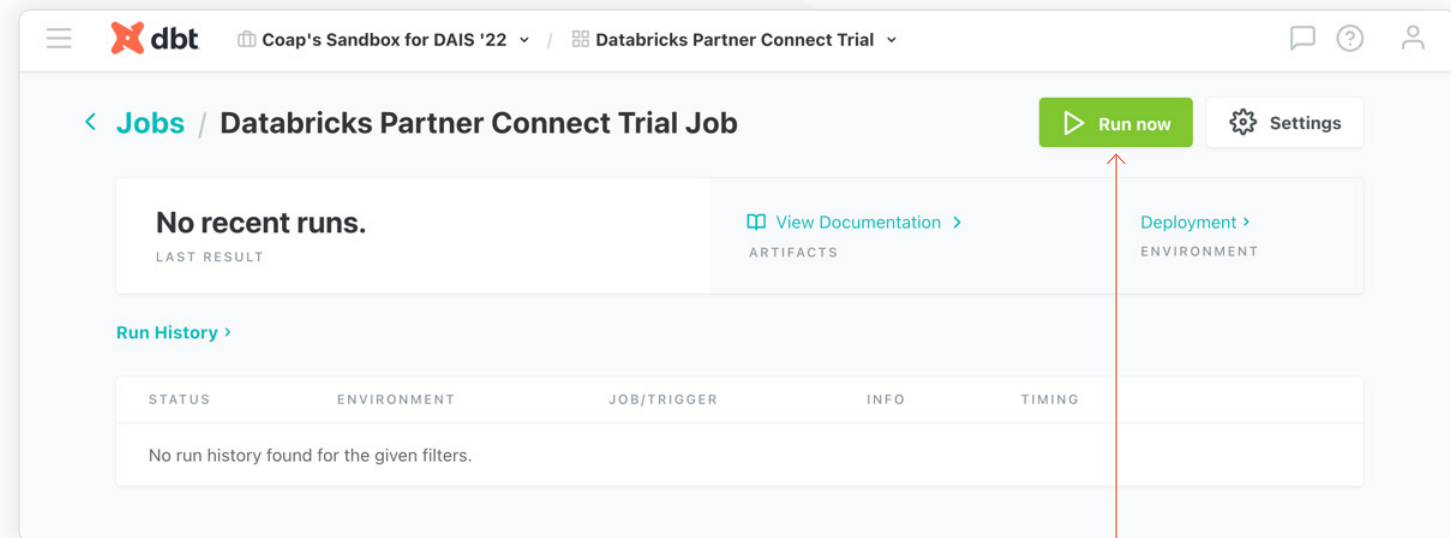 dbt Coap's Sandbox for DAIS '22 / Databricks Partner Connect Trial
Jobs / Databricks Partner Connect Trial Job
Run now
Settings
No recent runs.
LAST RESULT
View Documentation
ARTIFACTS
Deployment
ENVIRONMENT
Run History
STATUS ENVIRONMENT JOB/TRIGGER INFO TIMING
No run history found for the given filters.